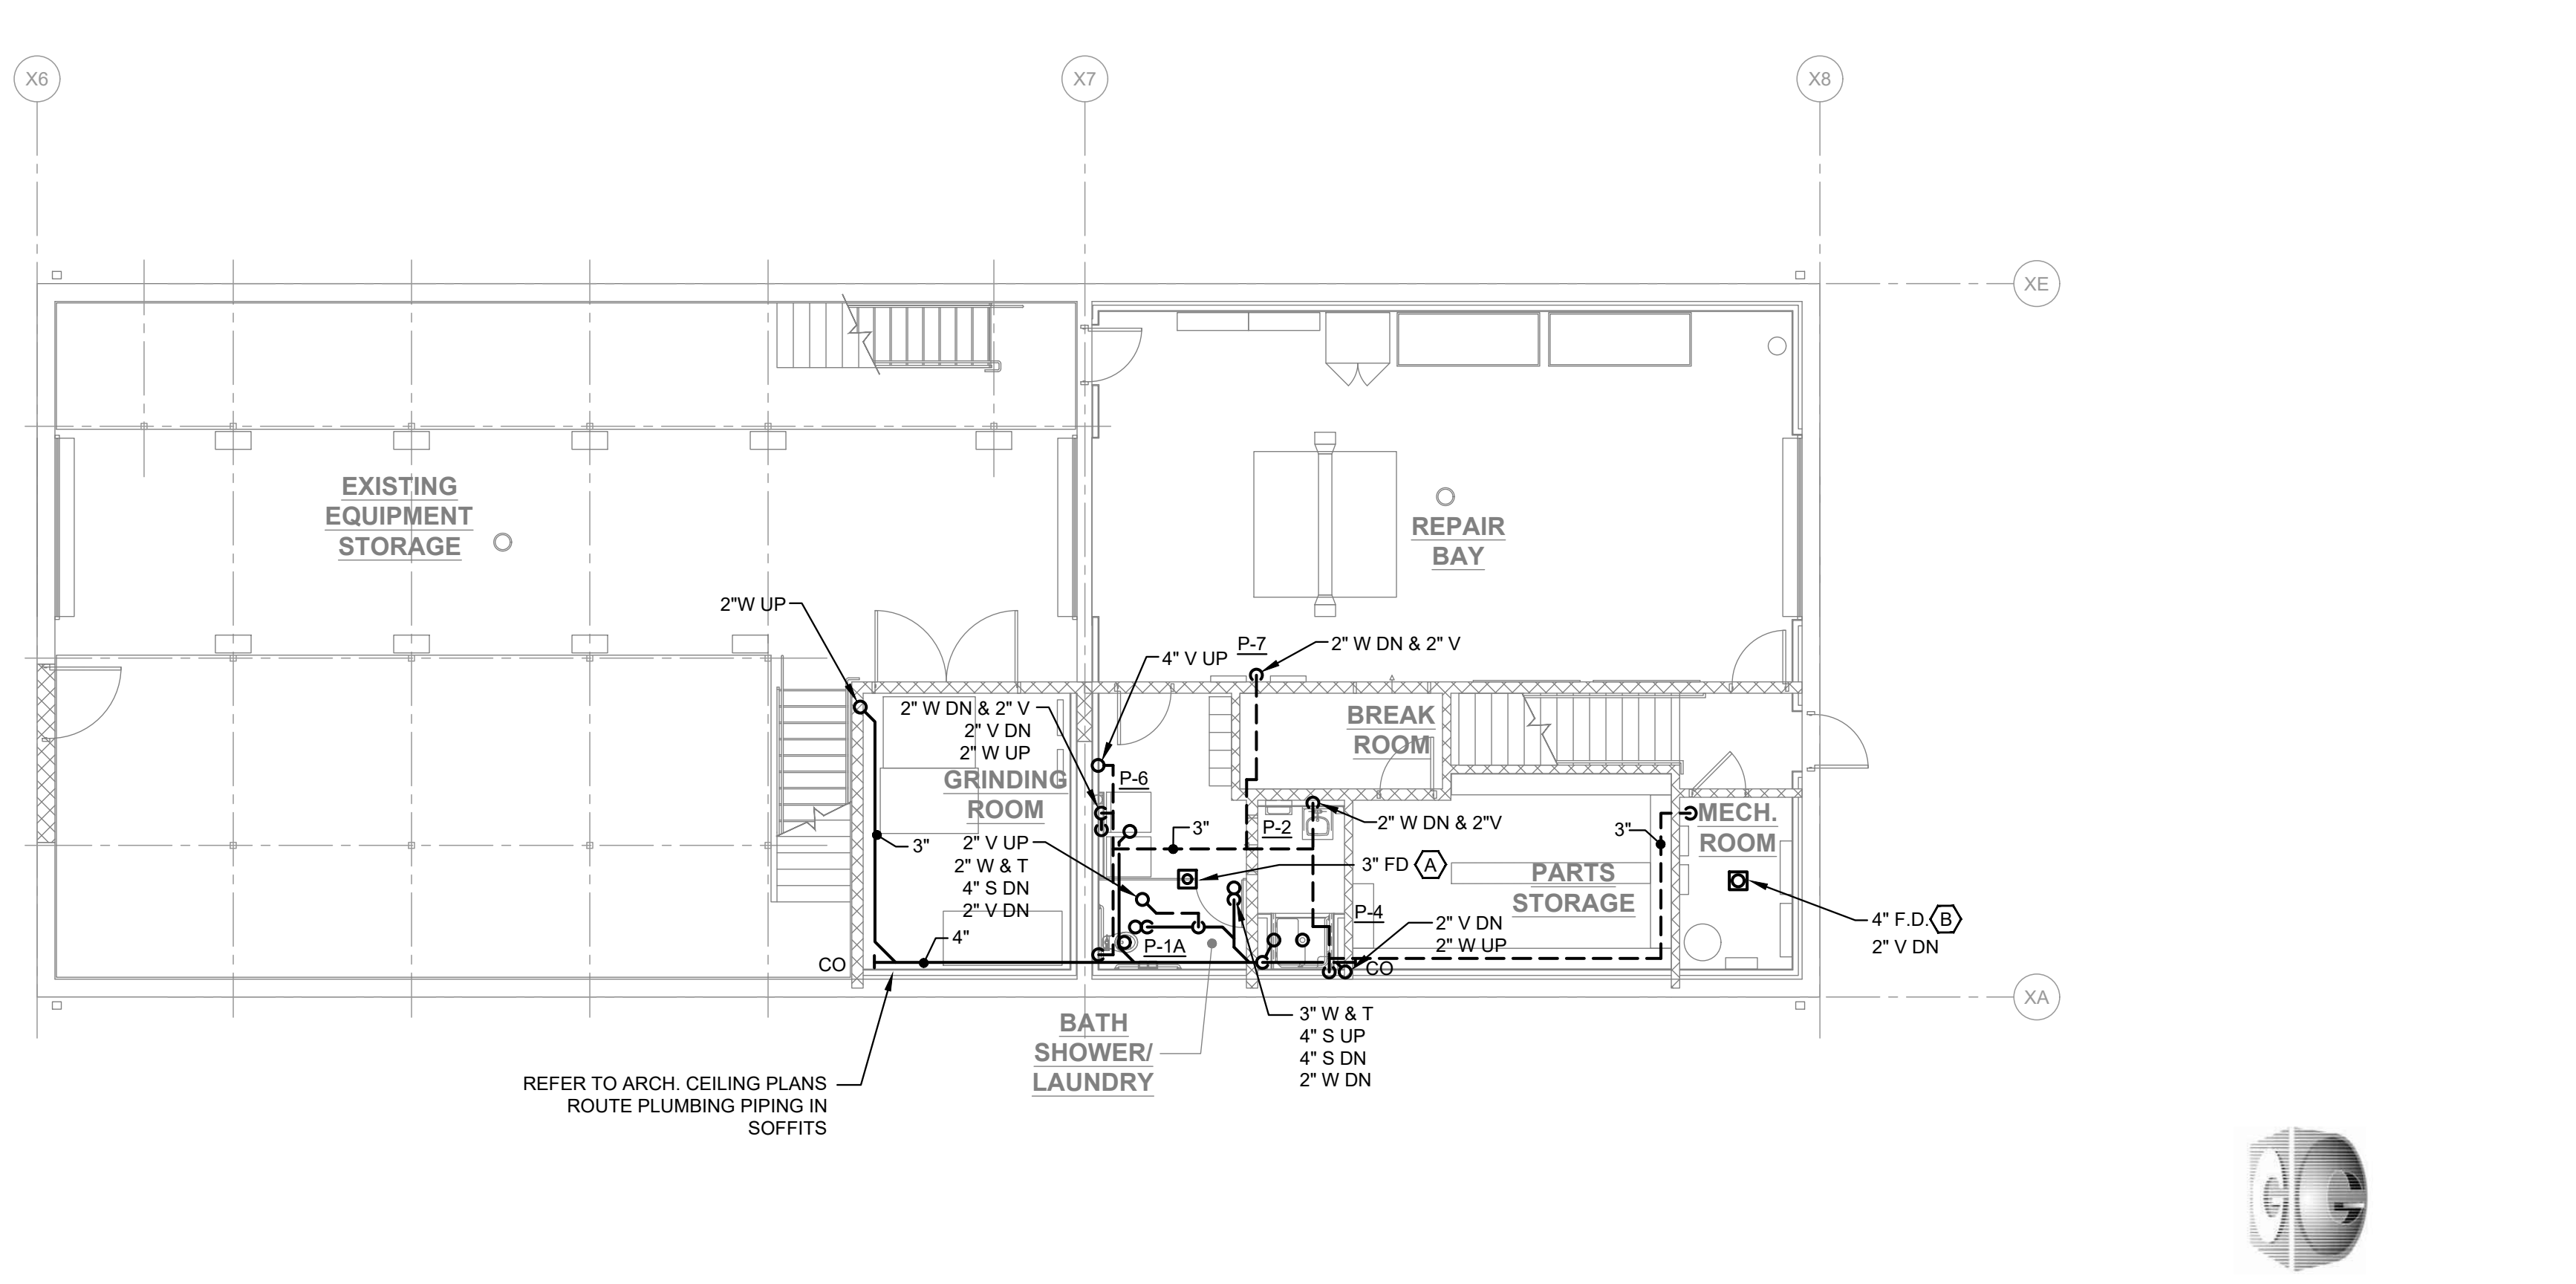 X6
X7
X8
XE
EXISTING
EQUIPMENT
STORAGE
REPAIR
BAY
2"W UP
4" V UP
P-7
2" W DN & 2" V
2" W DN & 2" V
2" V DN
2" W UP
P-6
GRINDING
ROOM
BREAK
ROOM
3"
2" V UP
2" W & T
4" S DN
2" V DN
3"
P-2
2" W DN & 2"V
3" FD A
3"
MECH.
ROOM
PARTS
STORAGE
4"
P-1A
P-4
2" V DN
2" W UP
4" F.D. B
2" V DN
CO
CO
XA
BATH
SHOWER/
LAUNDRY
3" W & T
4" S UP
4" S DN
2" W DN
REFER TO ARCH. CEILING PLANS
ROUTE PLUMBING PIPING IN
SOFFITS